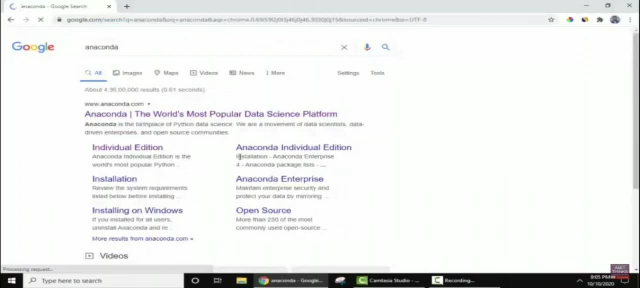 anaconda - Google Search
google.com/search?q=anaconda
Google
anaconda
All
Images
Maps
Videos
News
More
Settings
Tools
About 4,36,00,000 results (0.61 seconds)
www.anaconda.com
Anaconda | The World's Most Popular Data Science Platform
Anaconda is the birthplace of Python data science. We are a movement of data scientists, data-
driven enterprises, and open source communities.
Individual Edition
Anaconda Individual Edition is the
world's most popular Python
Anaconda Individual Edition
Installation - Anaconda Enterprise
4 - Anaconda package lists - ...
Installation
Review the system requirements
listed below before installing ...
Anaconda Enterprise
Maintain enterprise security and
protect your data by mirroring ...
Installing on Windows
If you installed for all users,
uninstall Anaconda and re ...
Open Source
More than 250 of the most
commonly used open-source ...
More results from anaconda.com »
Videos
Processing request...
Type here to search
anaconda - Google...
Camtasia Studio - ...
Recording...
9:05 PM
10/10/2020